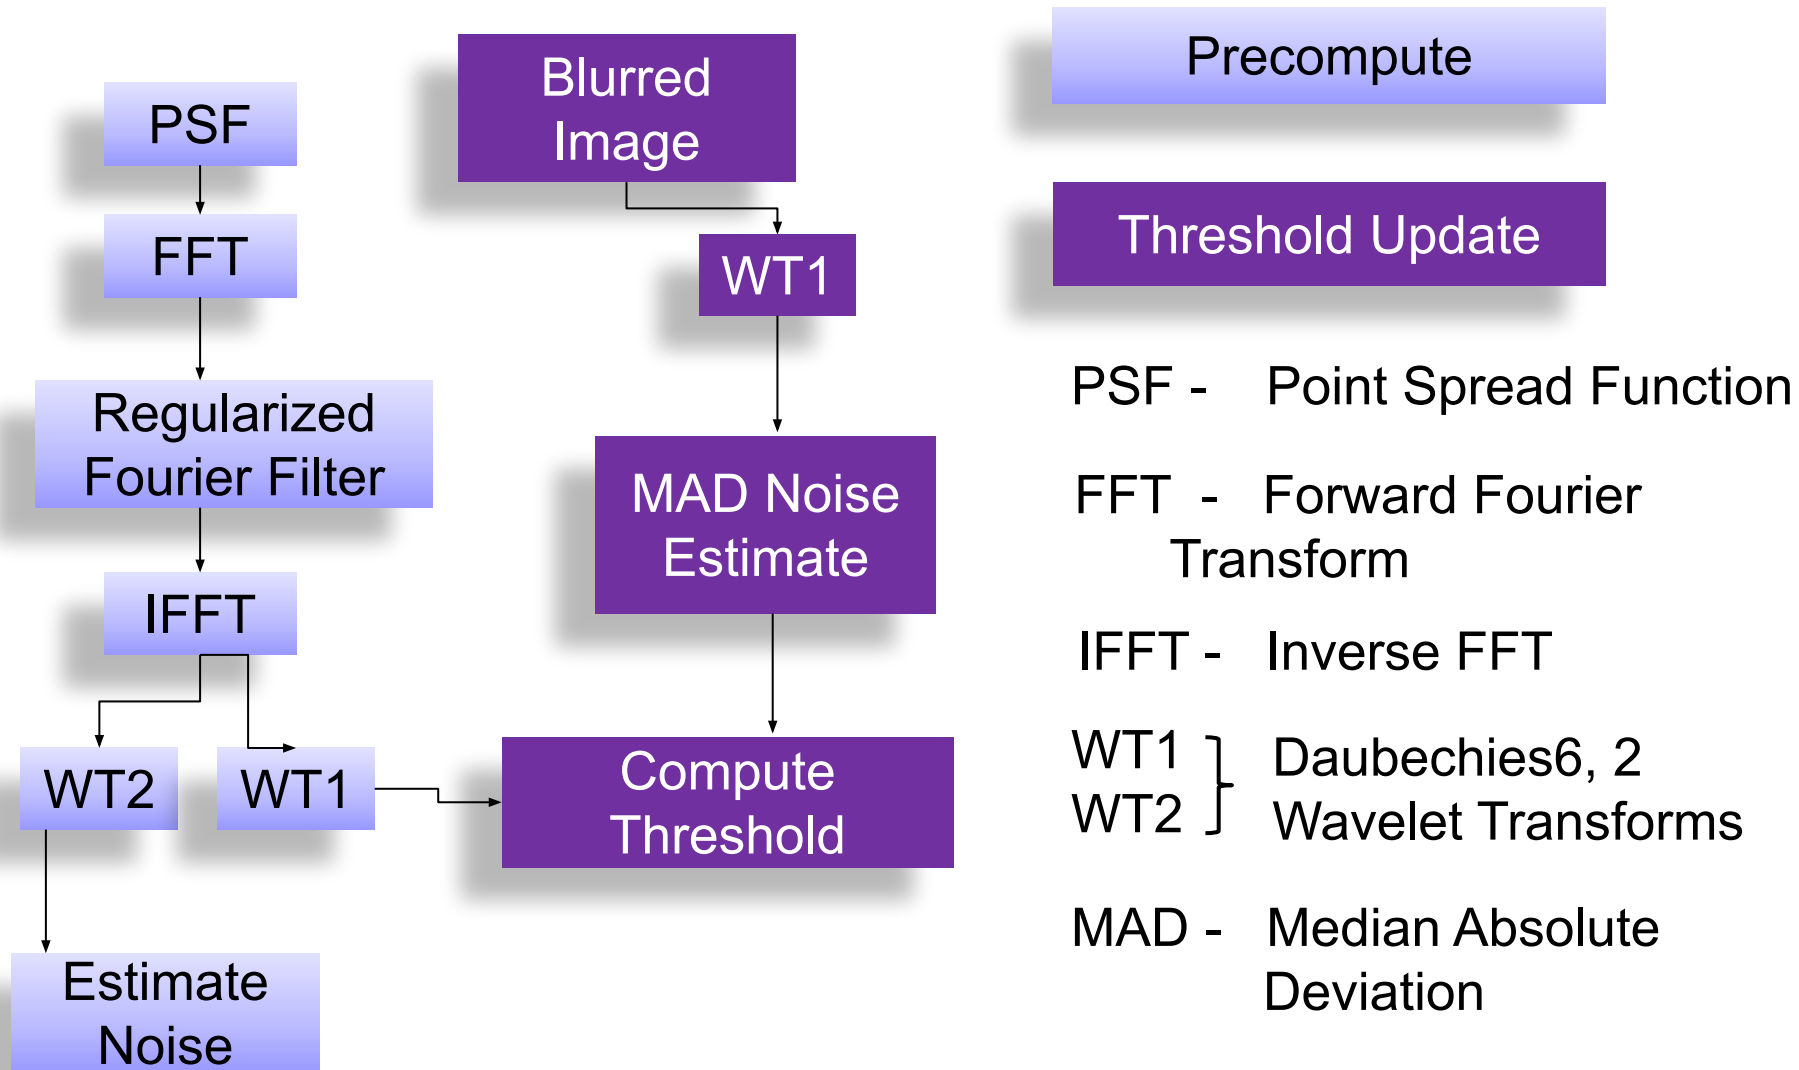 PSF
FFT
Regularized
Fourier Filter
IFFT
WT2
WT1
Estimate
Noise
Blurred
Image
WT1
MAD Noise
Estimate
Compute
Threshold
Precompute
Threshold Update
PSF - Point Spread Function
FFT - Forward Fourier
Transform
IFFT - Inverse FFT
WT1
WT2
Daubechies6, 2
Wavelet Transforms
MAD - Median Absolute
Deviation